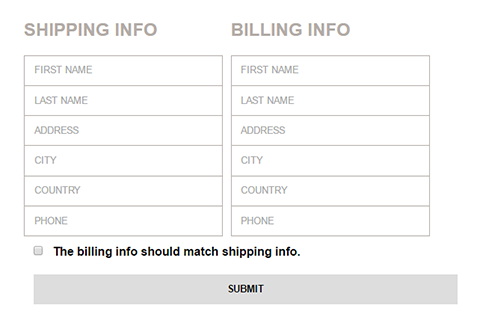 SHIPPING INFO
FIRST NAME
LAST NAME
ADDRESS
CITY
COUNTRY
PHONE
BILLING INFO
FIRST NAME
LAST NAME
ADDRESS
CITY
COUNTRY
PHONE
The billing info should match shipping info.
SUBMIT